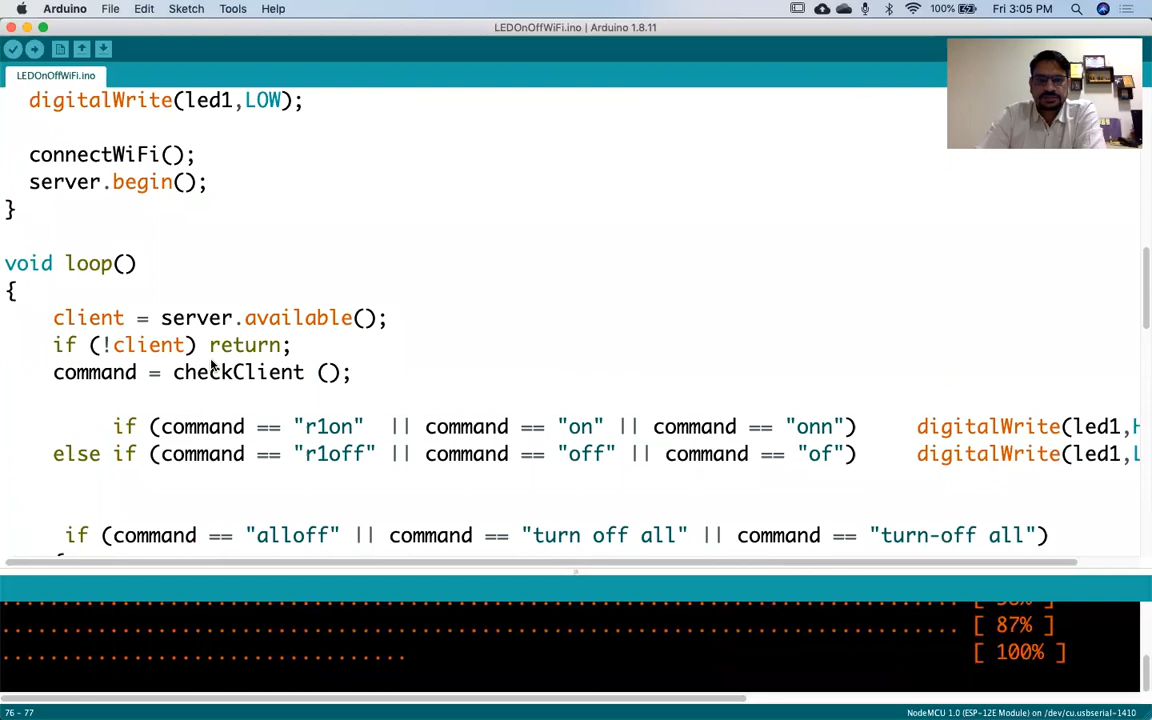 Arduino File Edit Sketch Tools Help 100% Fri 3:05 PM
LEDOnOffWiFi.ino | Arduino 1.8.11
LEDOnOffWiFi.ino
digitalWrite(led1,LOW);
connectWiFi();
server.begin();
}
void loop()
{
client = server.available();
if (!client) return;
command = checkClient ();
if (command == "r1on" || command == "on" || command == "onn") digitalWrite(led1,H
else if (command == "r1off" || command == "off" || command == "of") digitalWrite(led1,L
if (command == "alloff" || command == "turn off all" || command == "turn-off all")
................................................................................ [ 87% ]
.................................. [ 100% ]
76 - 77 NodeMCU 1.0 (ESP-12E Module) on /dev/cu.usbserial-1410